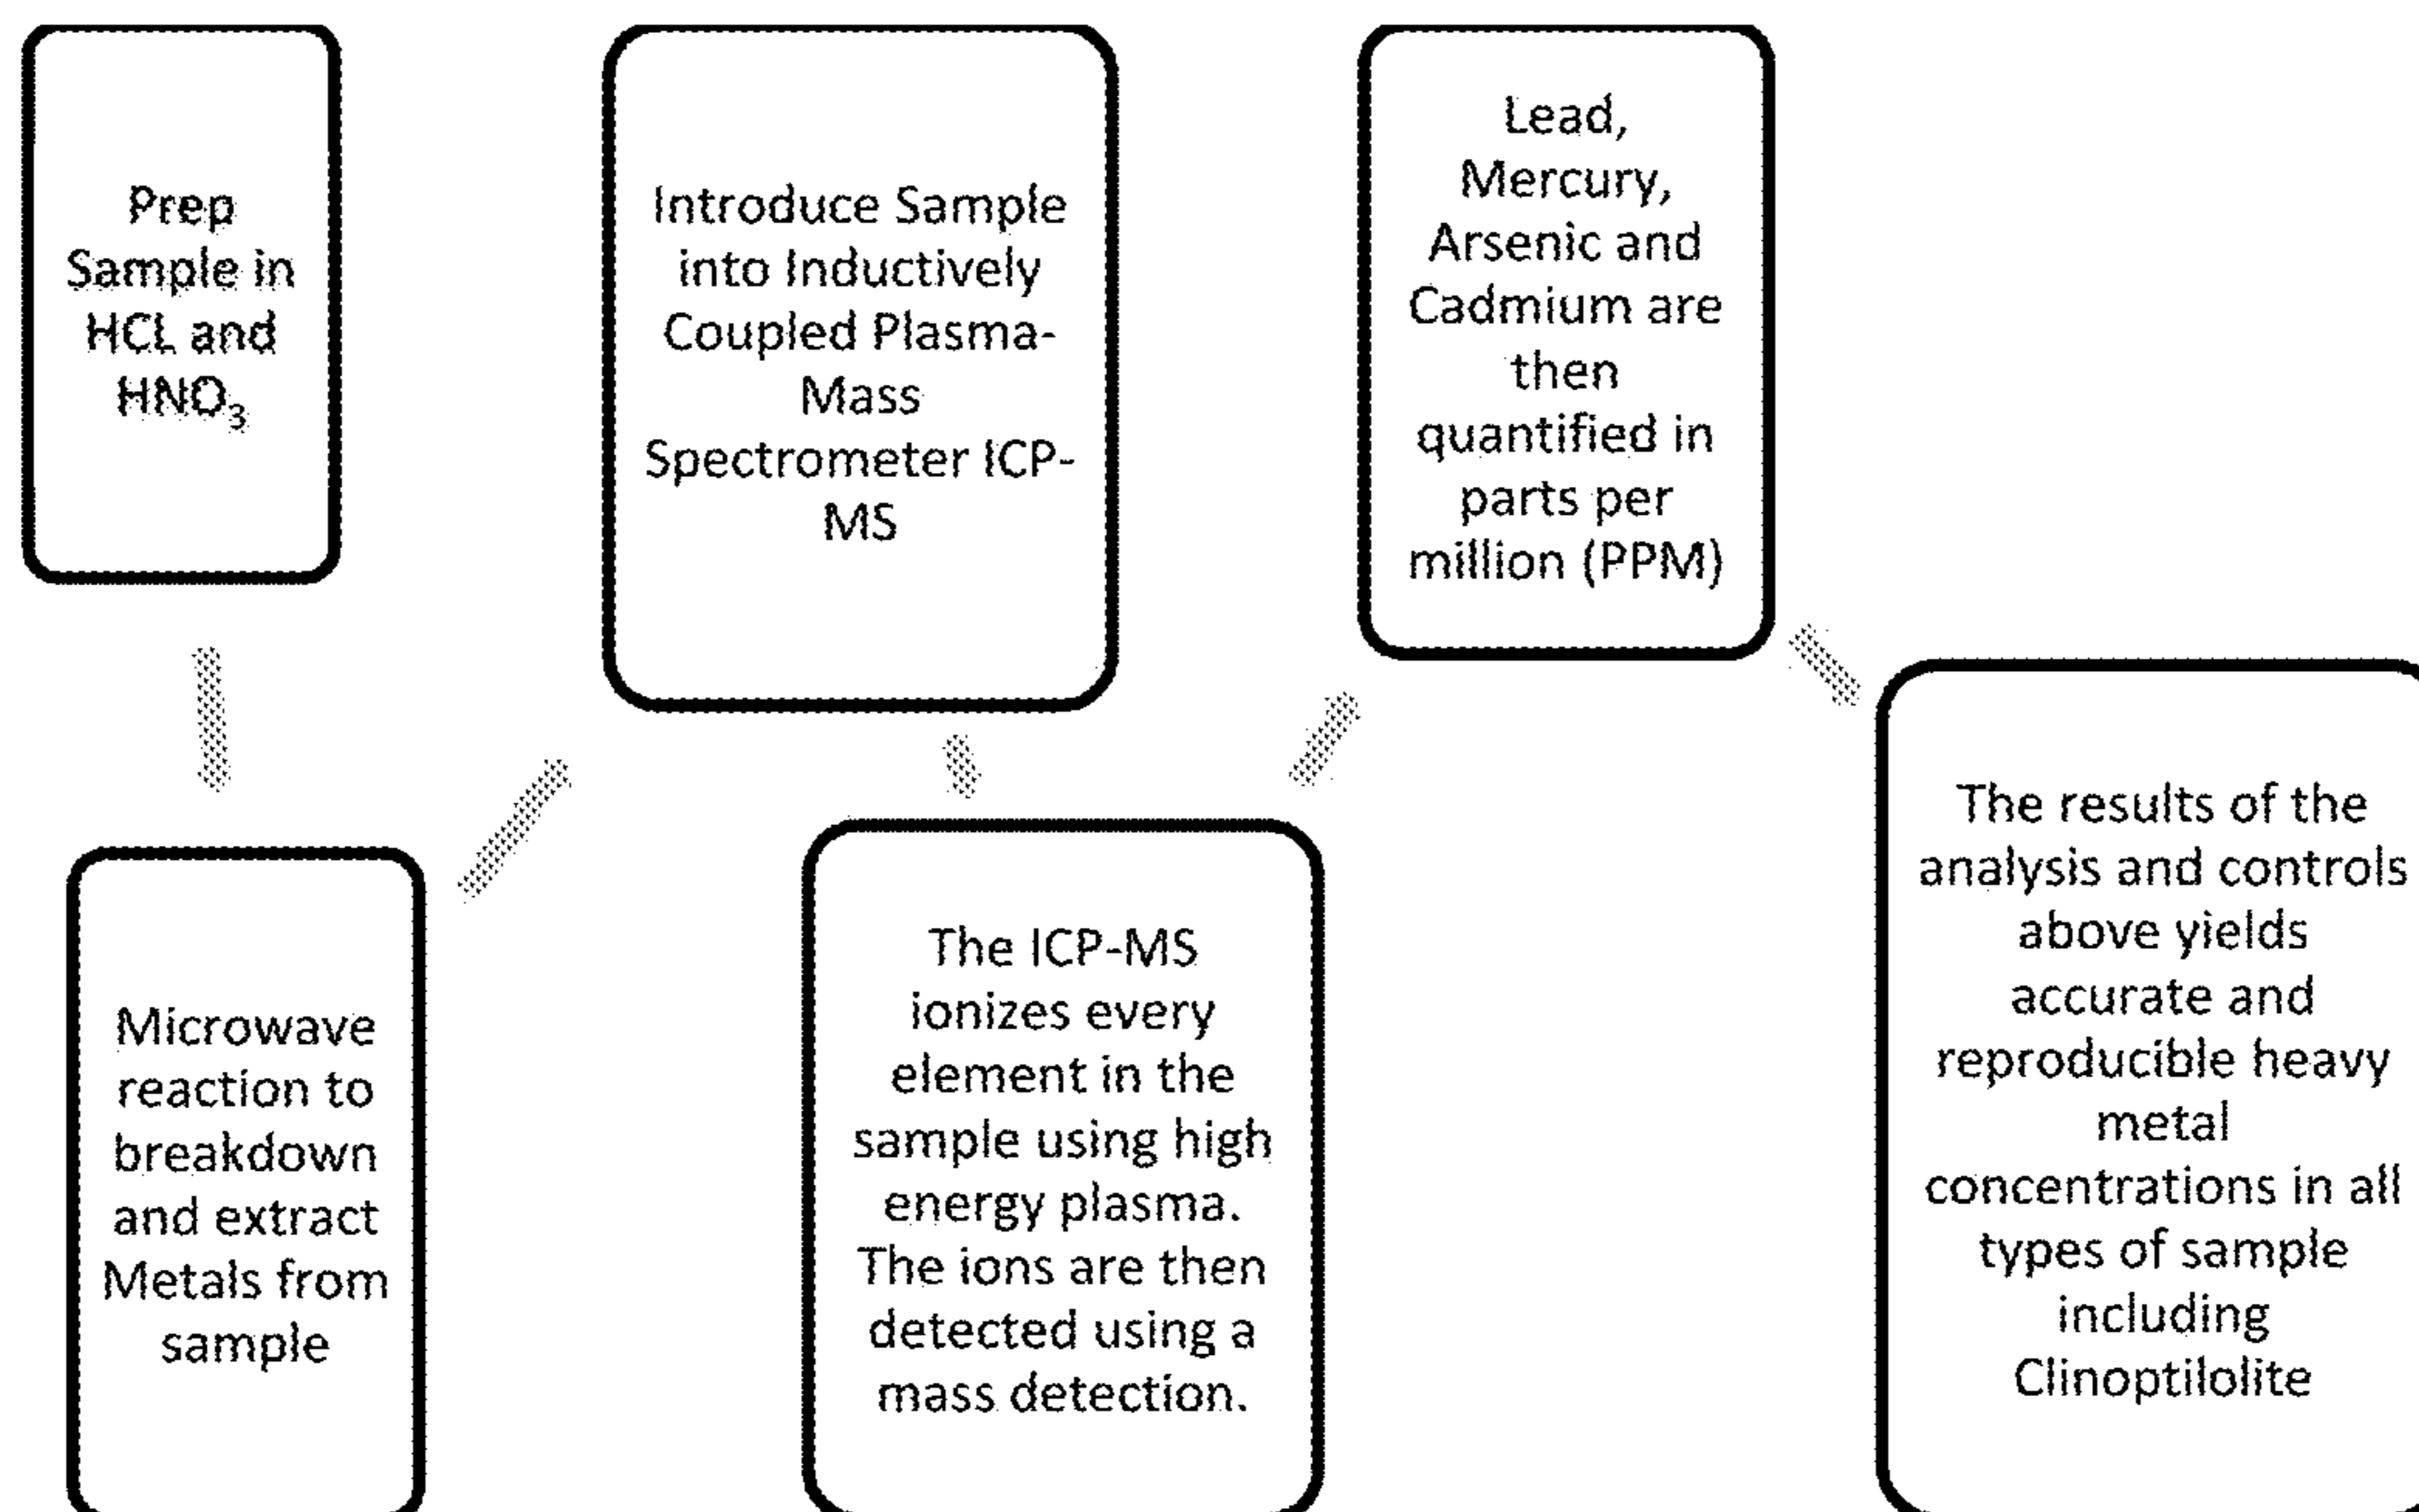 Prep
Sample in
HCL and
HNO₃
Microwave
reaction to
breakdown
and extract
Metals from
sample
Introduce Sample
into Inductively
Coupled Plasma-
Mass
Spectrometer ICP-
MS
The ICP-MS
ionizes every
element in the
sample using high
energy plasma.
The ions are then
detected using a
mass detection.
Lead,
Mercury,
Arsenic and
Cadmium are
then
quantified in
parts per
million (PPM)
The results of the
analysis and controls
above yields
accurate and
reproducible heavy
metal
concentrations in all
types of sample
including
Clinoptilolite